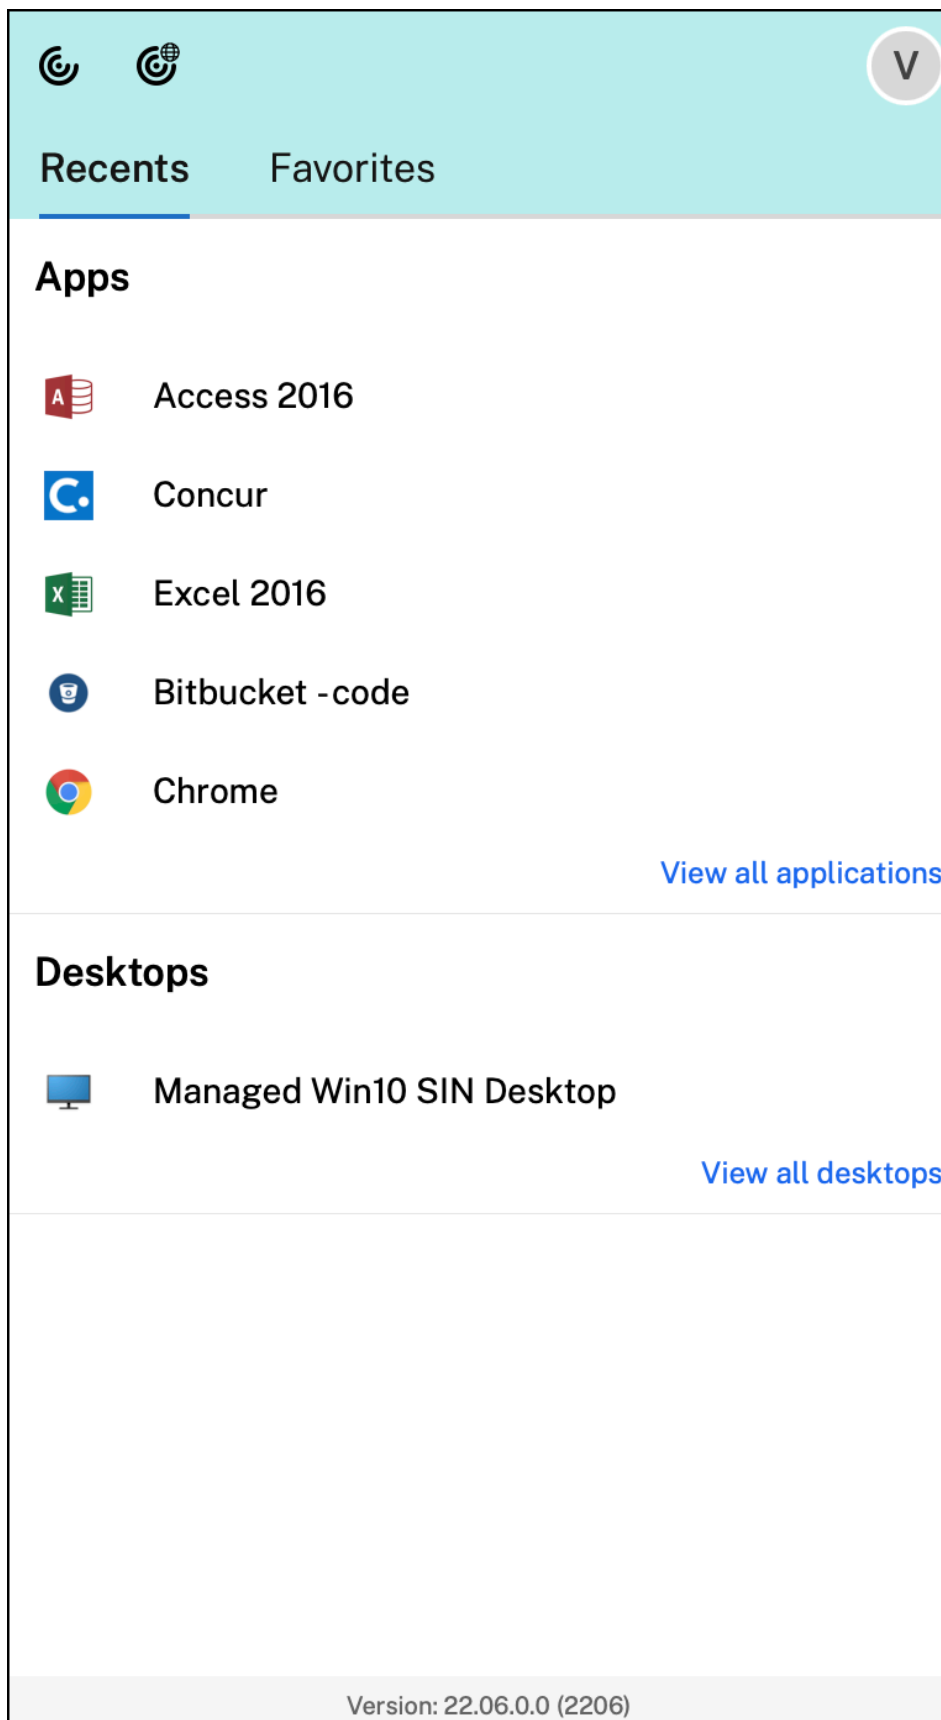 V
Recents Favorites
Apps
Access 2016
Concur
Excel 2016
Bitbucket - code
Chrome
View all applications
Desktops
Managed Win10 SIN Desktop
View all desktops
Version: 22.06.0.0 (2206)